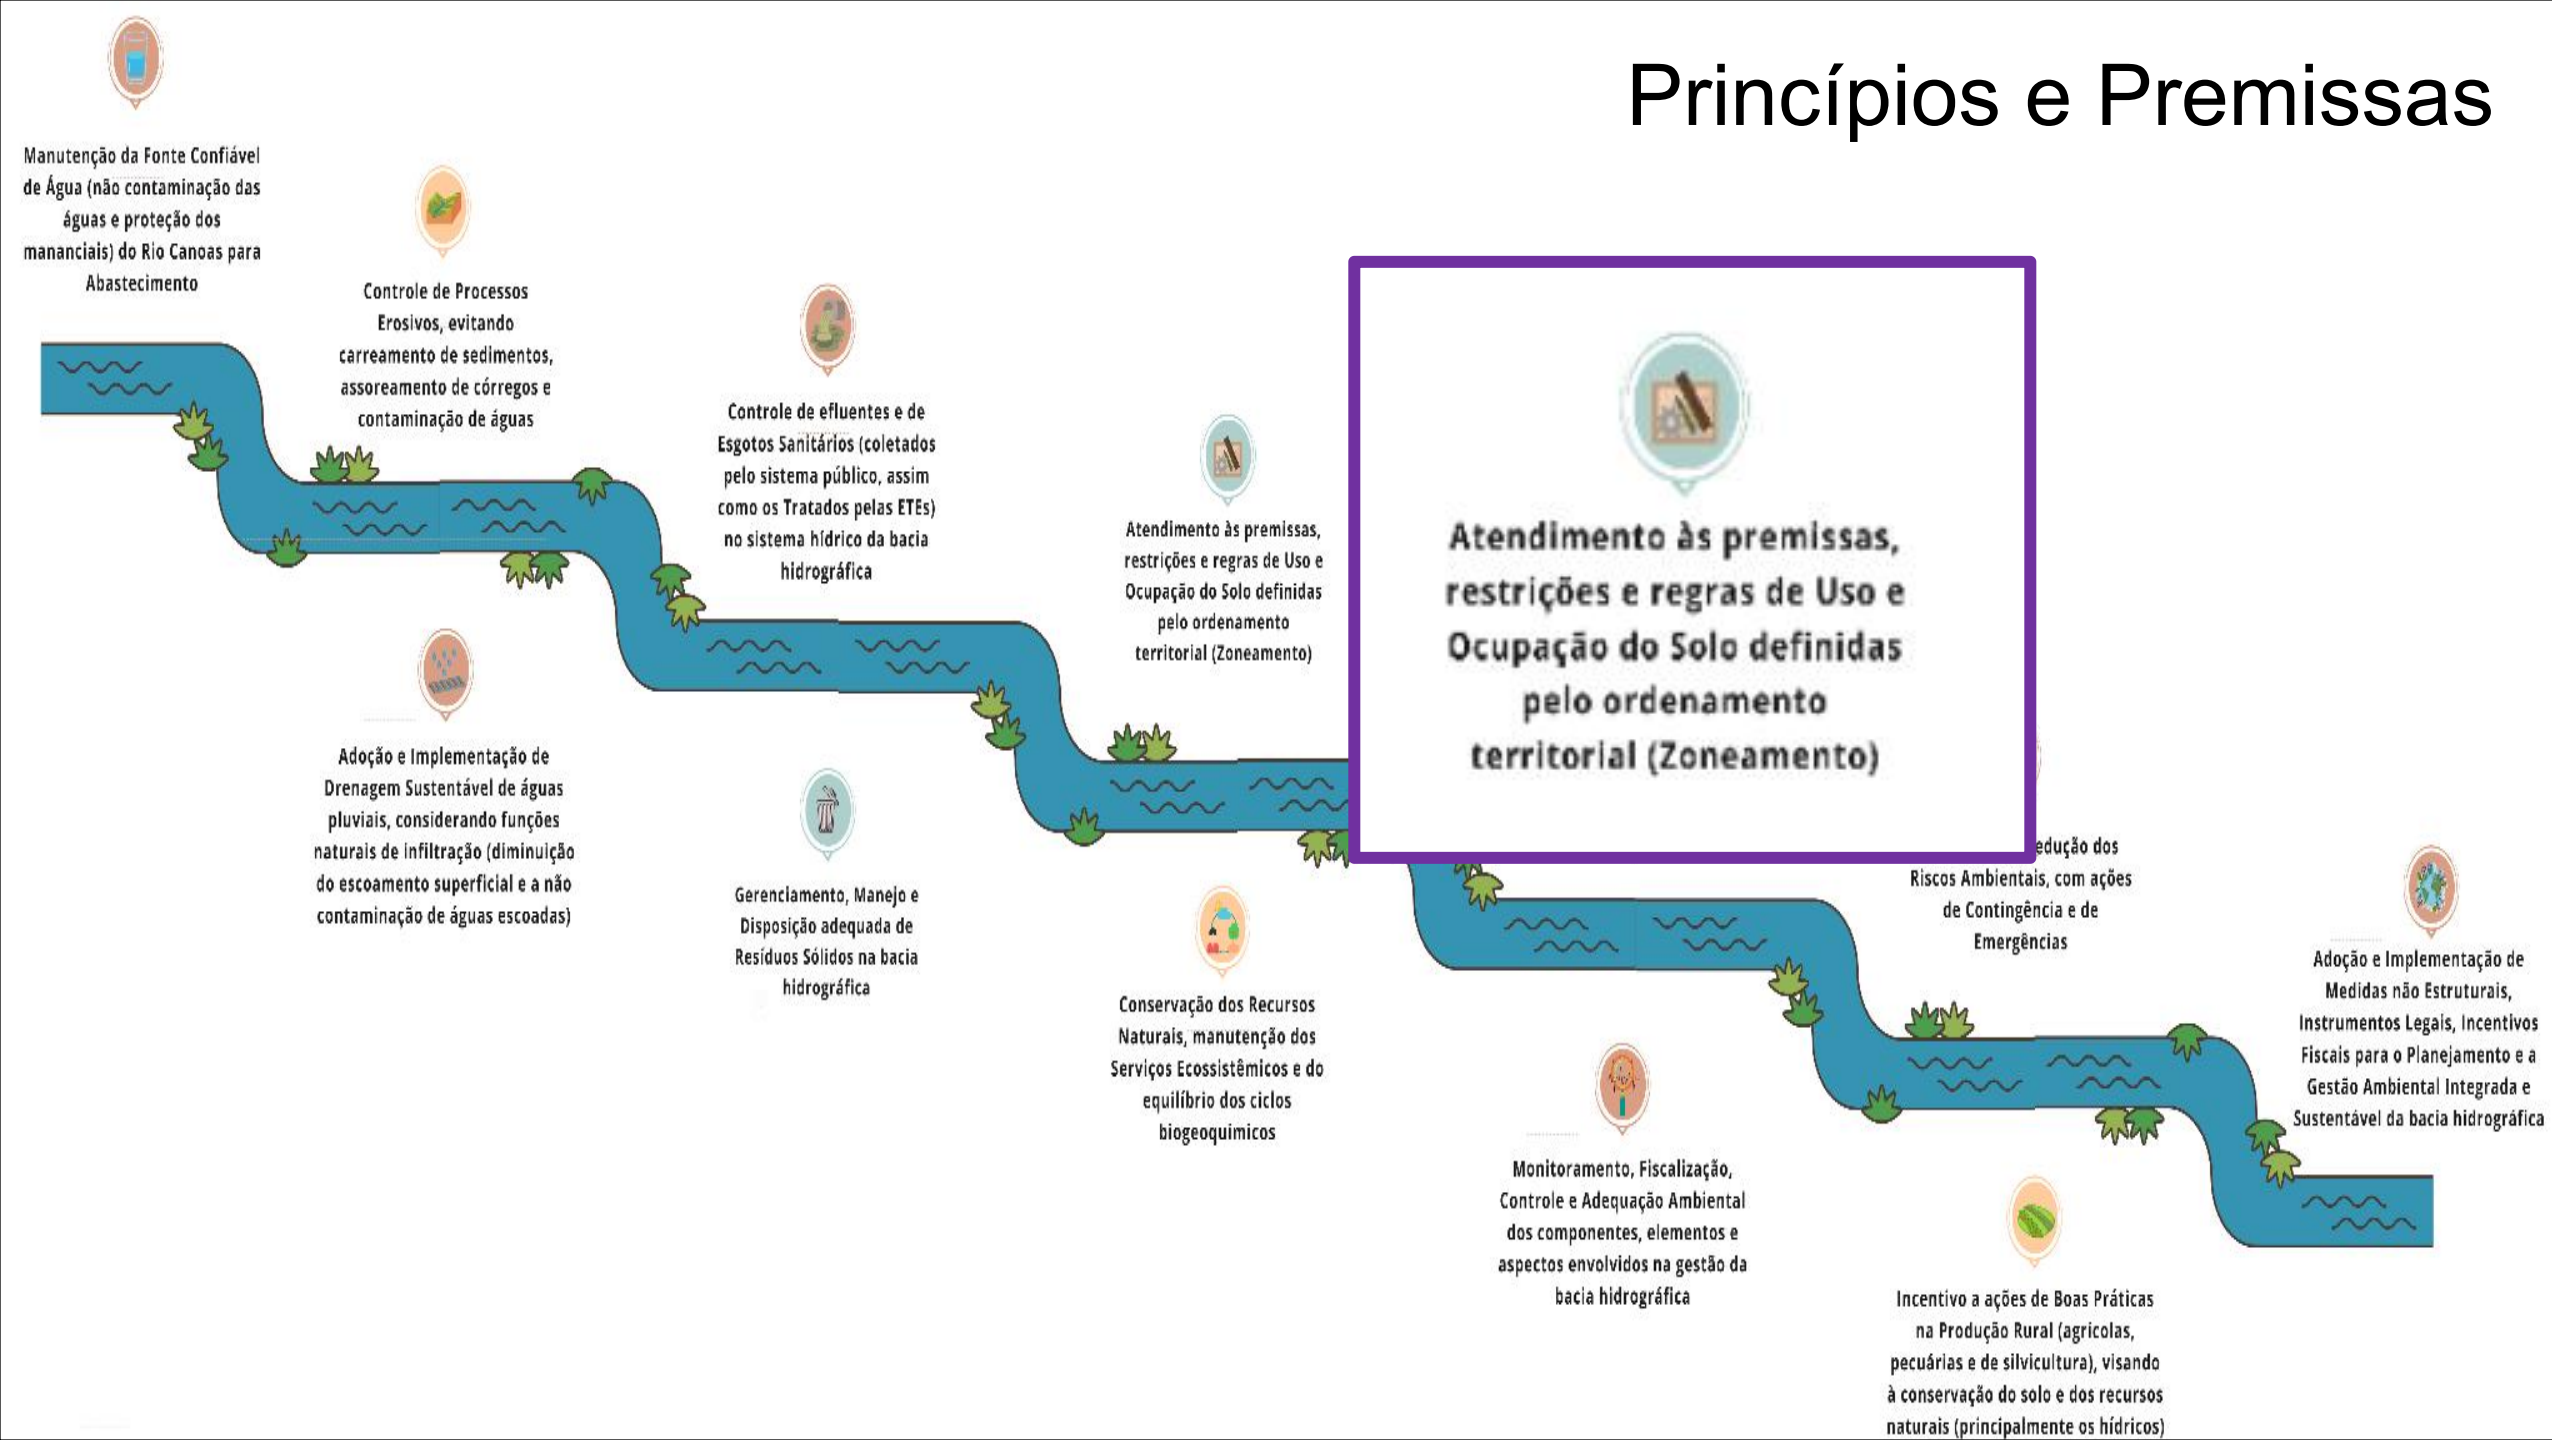 Princípios e Premissas
Manutenção da Fonte Confiável
de Água (não contaminação das
águas e proteção dos
mananciais) do Rio Canoas para
Abastecimento
Controle de Processos
Erosivos, evitando
carreamento de sedimentos,
assoreamento de córregos e
contaminação de águas
Adoção e Implementação de
Drenagem Sustentável de águas
pluviais, considerando funções
naturais de infiltração (diminuição
do escoamento superficial e a não
contaminação de águas escoadas)
Controle de efluentes e de
Esgotos Sanitários (coletados
pelo sistema público, assim
como os Tratados pelas ETEs)
no sistema hídrico da bacia
hidrográfica
Gerenciamento, Manejo e
Disposição adequada de
Resíduos Sólidos na bacia
hidrográfica
Atendimento às premissas,
restrições e regras de Uso e
Ocupação do Solo definidas
pelo ordenamento
territorial (Zoneamento)
Conservação dos Recursos
Naturais, manutenção dos
Serviços Ecossistêmicos e do
equilíbrio dos ciclos
biogeoquimicos
Atendimento às premissas,
restrições e regras de Uso e
Ocupação do Solo definidas
pelo ordenamento
territorial (Zoneamento)
Monitoramento, Fiscalização,
Controle e Adequação Ambiental
dos componentes, elementos e
aspectos envolvidos na gestão da
bacia hidrográfica
edução dos
Riscos Ambientais, com ações
de Contingência e de
Emergências
Incentivo a ações de Boas Práticas
na Produção Rural (agrícolas,
pecuárias e de silvicultura), visando
à conservação do solo e dos recursos
naturais (principalmente os hídricos)
Adoção e Implementação de
Medidas não Estruturais,
Instrumentos Legais, Incentivos
Fiscais para o Planejamento e a
Gestão Ambiental Integrada e
Sustentável da bacia hidrográfica